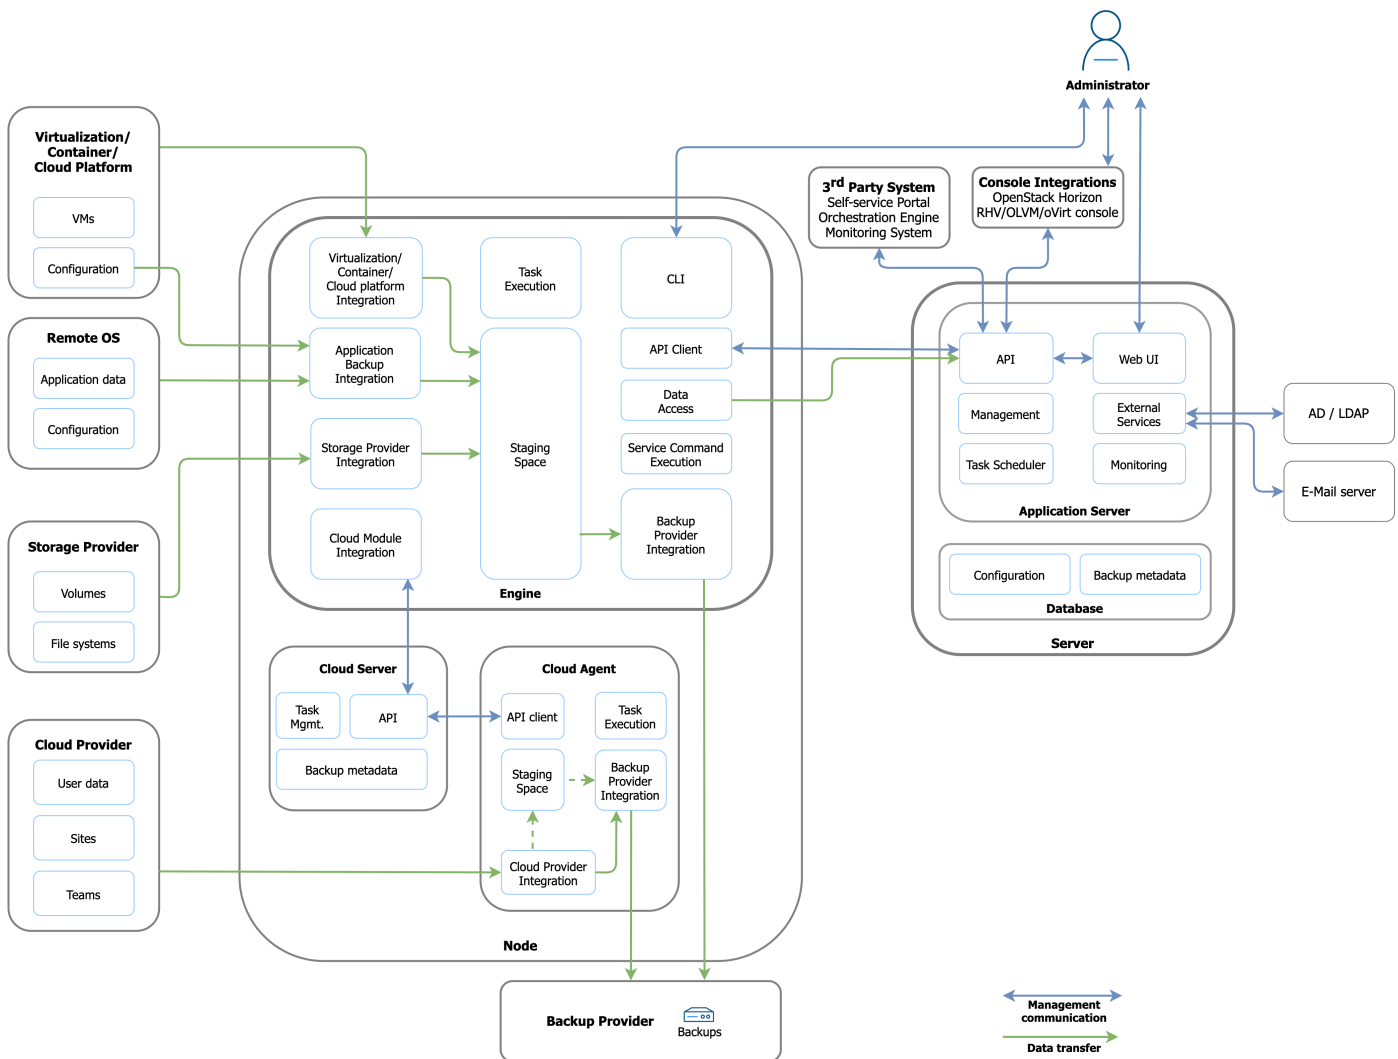 Administrator
Virtualization/
Container/
Cloud Platform
VMs
Configuration
Remote OS
Application data
Configuration
Storage Provider
Volumes
File systems
Cloud Provider
User data
Sites
Teams
Virtualization/
Container/
Cloud platform
Integration
Task
Execution
CLI
Application
Backup
Integration
API Client
Data
Access
Storage Provider
Integration
Staging
Space
Service Command
Execution
Cloud Module
Integration
Backup
Provider
Integration
Engine
Cloud Server
Task
Mgmt.
API
Backup metadata
Cloud Agent
API client
Task
Execution
Staging
Space
Backup
Provider
Integration
Cloud Provider
Integration
Node
Backup Provider
Backups
3rd Party System
Self-service Portal
Orchestration Engine
Monitoring System
Console Integrations
OpenStack Horizon
RHV/OLVM/oVirt console
API
Web UI
Management
External
Services
Task Scheduler
Monitoring
Application Server
Configuration
Backup metadata
Database
Server
AD / LDAP
E-Mail server
Management
communication
Data transfer